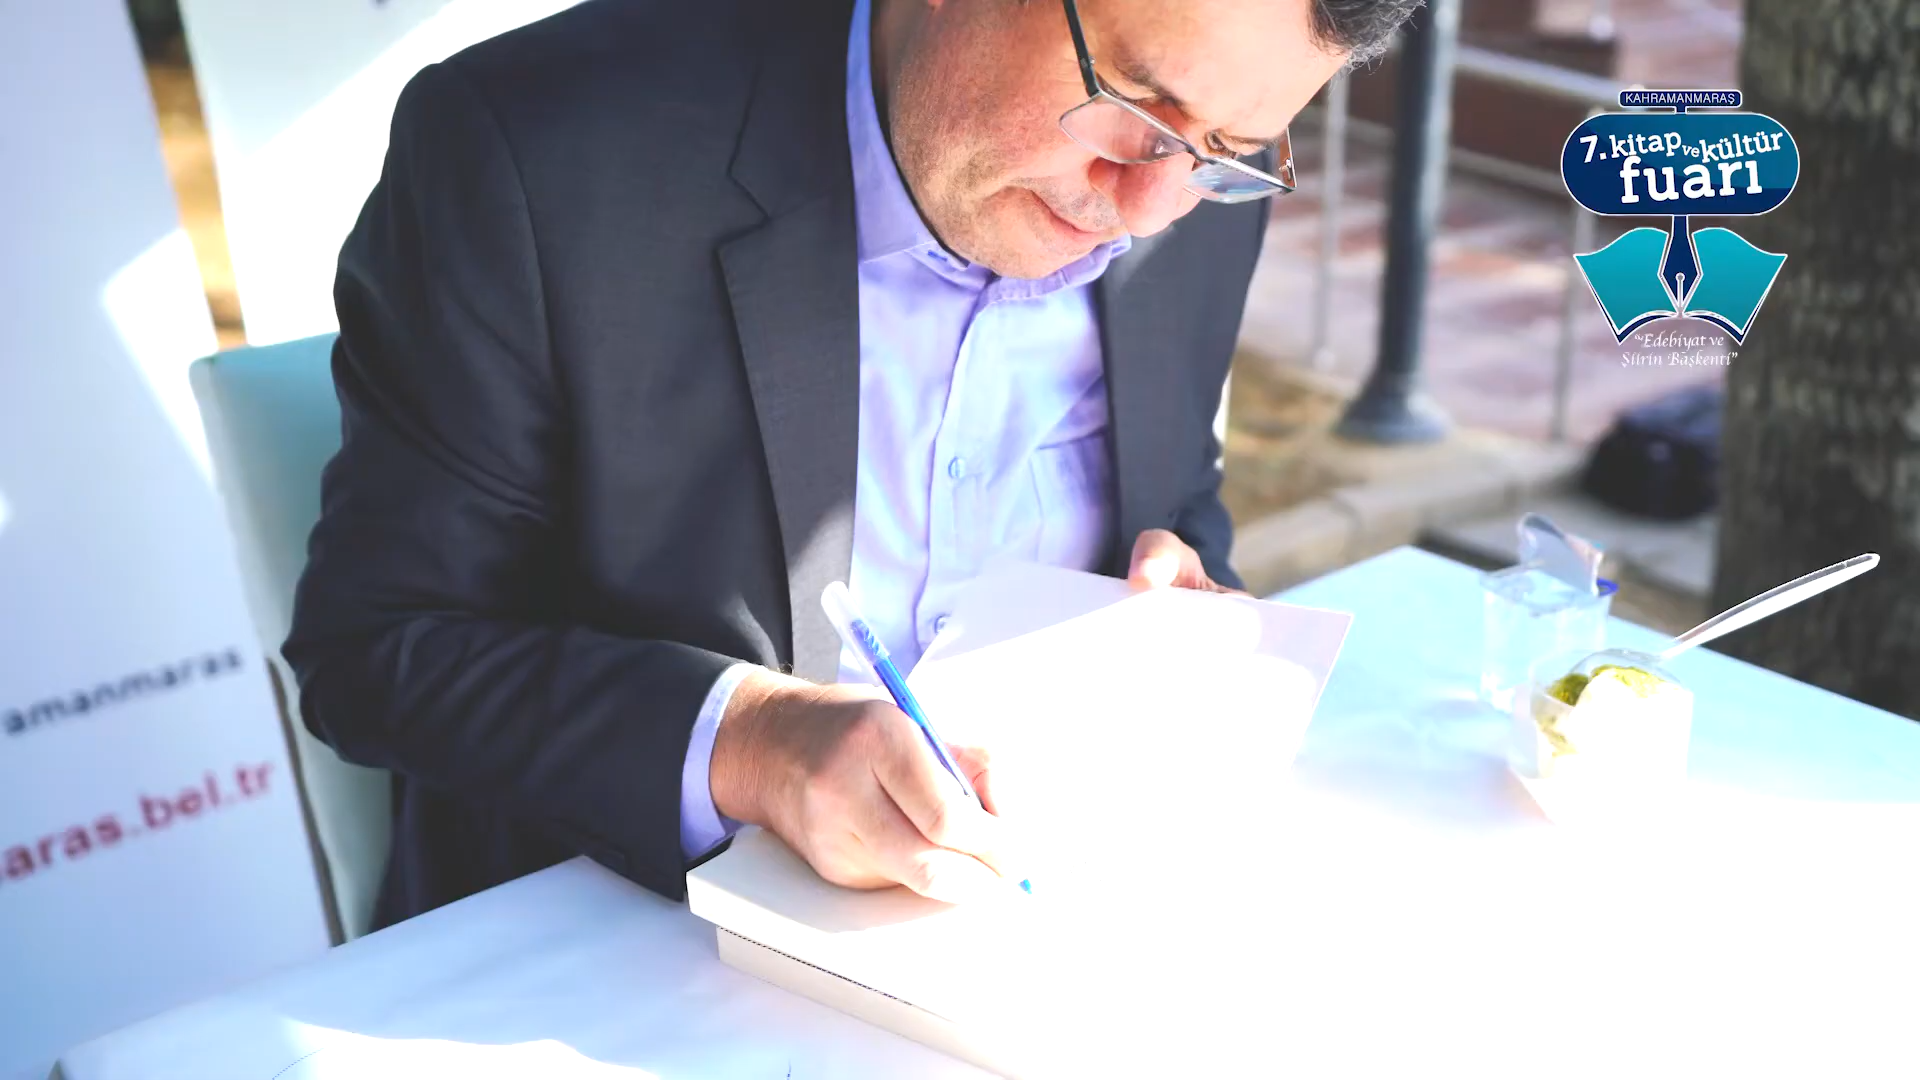 KAHRAMANMARAŞ
7. kitap ve kültür
fuarı
"Edebiyat ve
Şiirin Başkenti"
amanmaras
aras.bel.tr